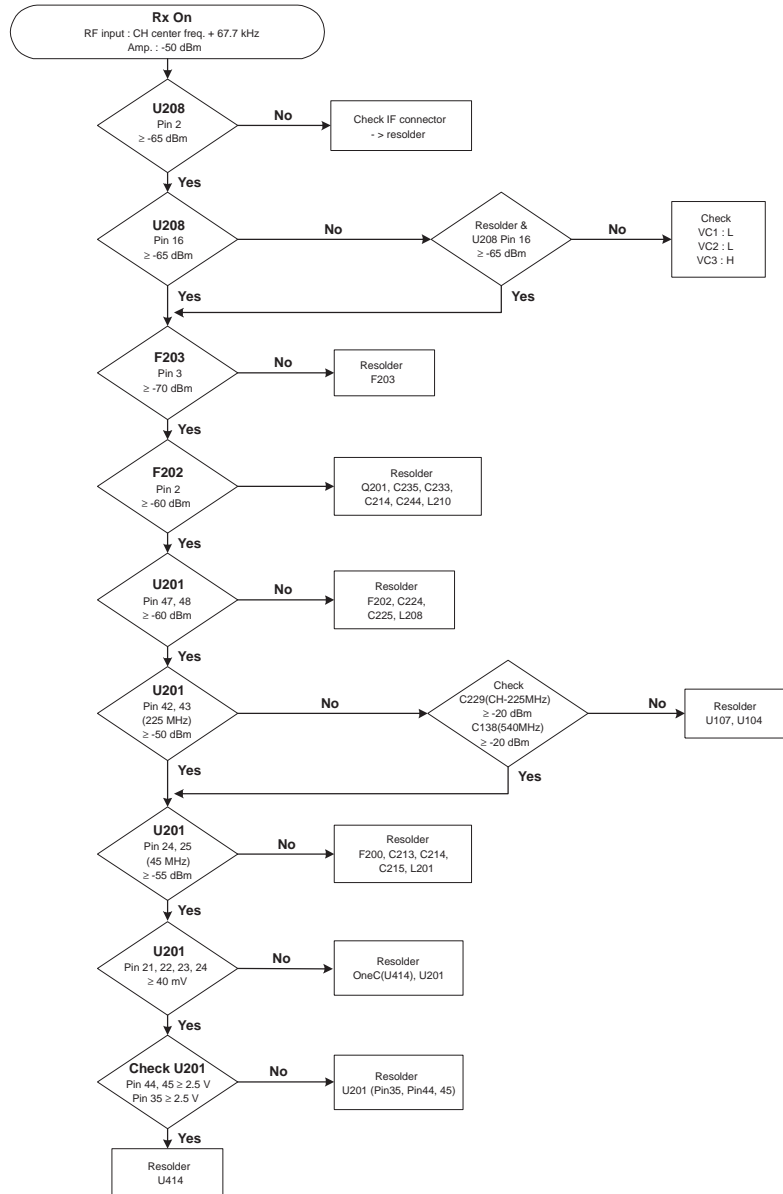 Rx On
RF input : CH center freq. + 67.7 kHz
Amp. : -50 dBm
U208
Pin 2
≥ -65 dBm
No
Check IF connector
- > resolder
Yes
U208
Pin 16
≥ -65 dBm
No
Resolder &
U208 Pin 16
≥ -65 dBm
No
Check
VC1 : L
VC2 : L
VC3 : H
Yes
Yes
F203
Pin 3
≥ -70 dBm
No
Resolder
F203
Yes
F202
Pin 2
≥ -60 dBm
Resolder
Q201, C235, C233,
C214, C244, L210
Yes
U201
Pin 47, 48
≥ -60 dBm
No
Resolder
F202, C224,
C225, L208
Yes
U201
Pin 42, 43
(225 MHz)
≥ -50 dBm
No
Check
C229(CH-225MHz)
≥ -20 dBm
C138(540MHz)
≥ -20 dBm
No
Resolder
U107, U104
Yes
Yes
U201
Pin 24, 25
(45 MHz)
≥ -55 dBm
No
Resolder
F200, C213, C214,
C215, L201
Yes
U201
Pin 21, 22, 23, 24
≥ 40 mV
No
Resolder
OneC(U414), U201
Yes
Check U201
Pin 44, 45 ≥ 2.5 V
Pin 35 ≥ 2.5 V
No
Resolder
U201 (Pin35, Pin44, 45)
Yes
Resolder
U414